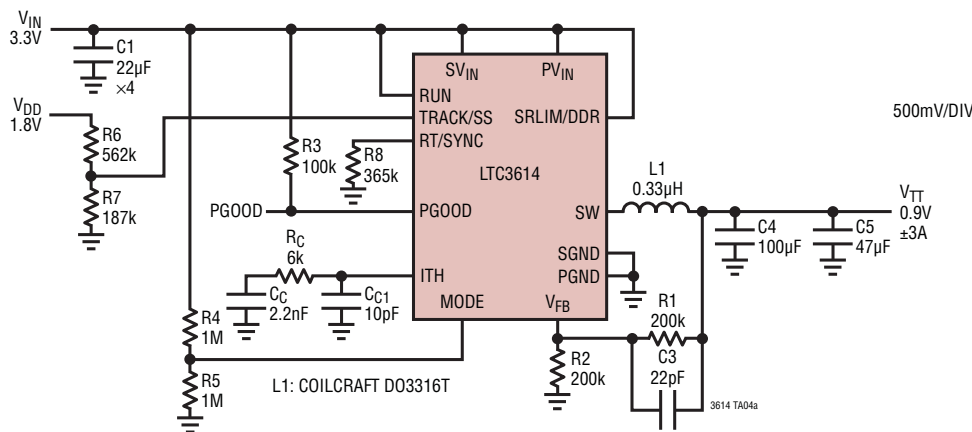 VIN
3.3V
C1
22µF
×4
VDD
1.8V
R6
562k
R7
187k
PGOOD
R3
100k
R8
365k
RC
6k
CC
2.2nF
CC1
10pF
R4
1M
R5
1M
SVIN
PVIN
RUN
TRACK/SS
RT/SYNC
SRLIM/DDR
LTC3614
PGOOD
SW
SGND
PGND
ITH
MODE
VFB
L1
0.33µH
VTT
0.9V
±3A
C4
100µF
C5
47µF
R1
200k
R2
200k
C3
22pF
L1: COILCRAFT DO3316T
3614 TA04a
500mV/DIV